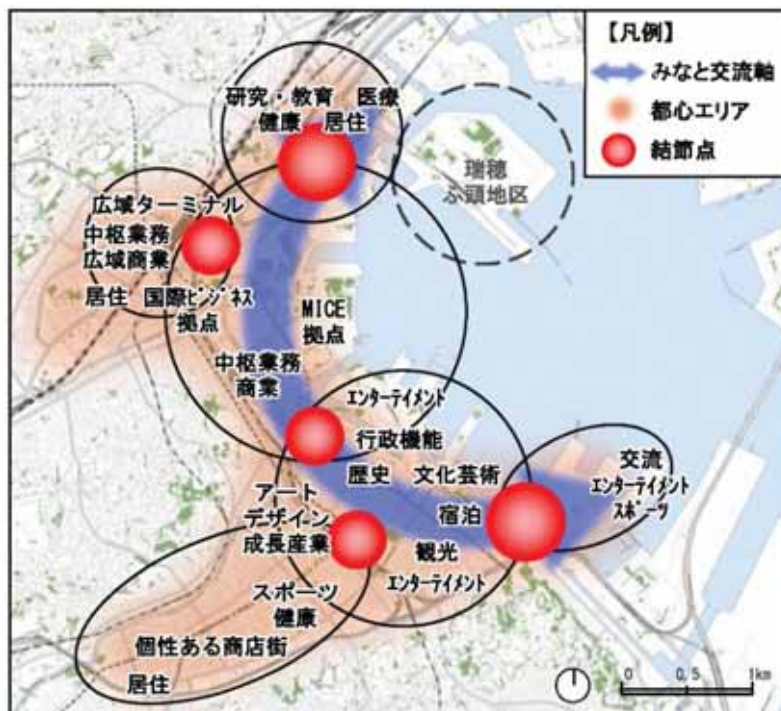 【凡例】
みなと交流軸
都心エリア
結節点
研究・教育 医療
健康 居住
瑞穂
ふ頭地区
広域ターミナル
中枢業務
広域商業
居住 国際ビジネス
拠点
MICE
拠点
中枢業務
商業
エンターテイメント
行政機能
歴史 文化芸術
交流
エンターテイメント
スポーツ
アート
デザイン
成長産業
宿泊
観光
エンターテイメント
スポーツ
健康
個性ある商店街
居住
0 0.5 1km